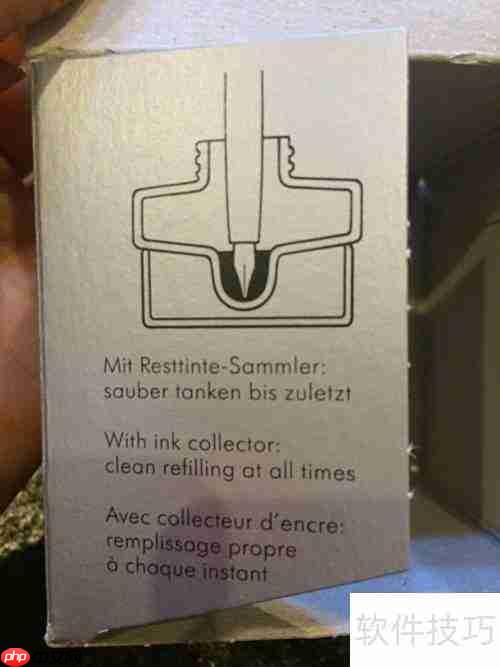 Mit Resttinte-Sammler:
sauber tanken bis zuletzt
With ink collector:
clean refilling at all times
Avec collecteur d'encre:
remplissage propre
à chaque instant
软件技巧
php